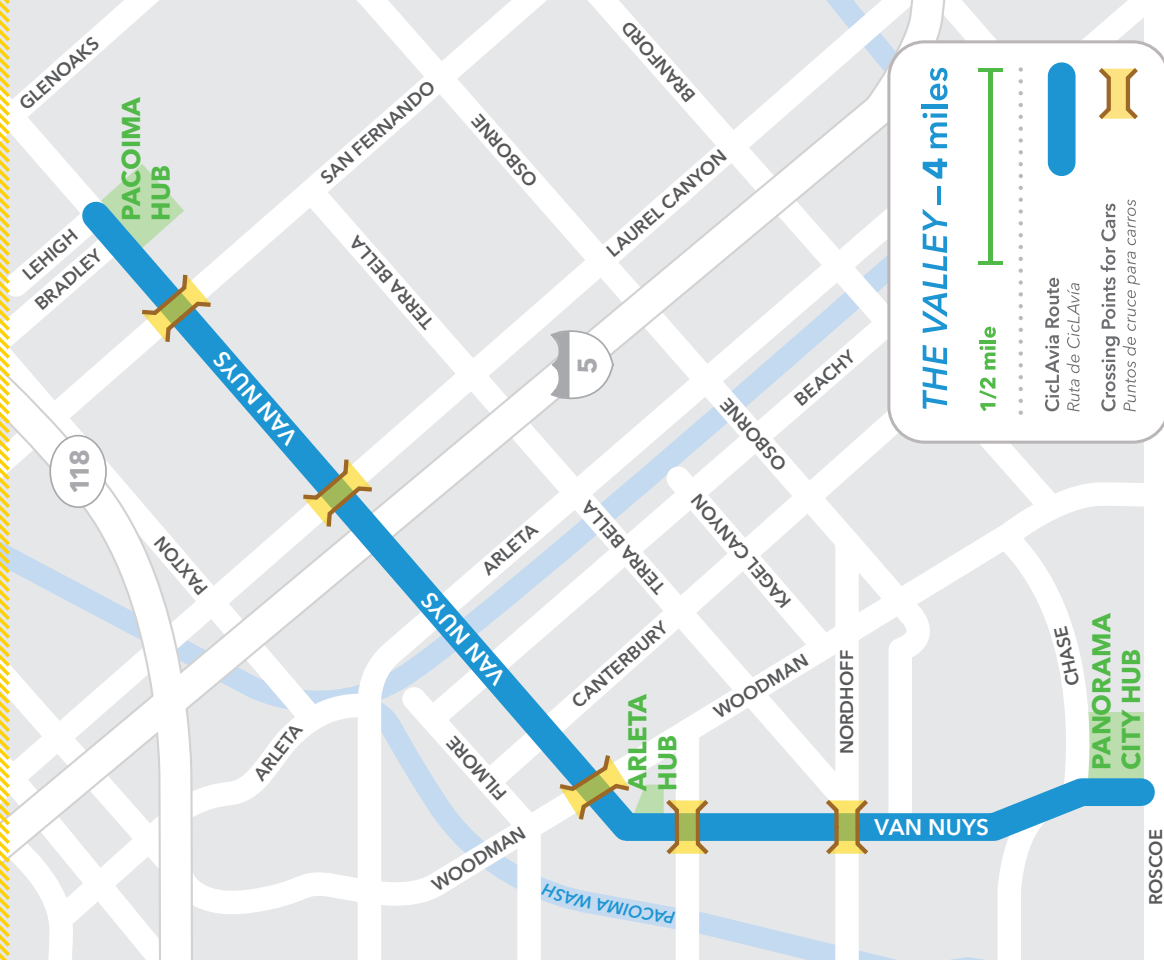 GLENOAKS
PACOIMA
HUB
LEHIGH
BRADLEY
SAN FERNANDO
OSBORNE
BRANFORD
LAUREL CANYON
TERRA BELLA
VAN NUYS
118
5
PAXTON
ARLETA
VAN NUYS
ARLETA
TERRA BELLA
KAGEL CANYON
OSBORNE
BEACHY
CANTERBURY
FILMORE
WOODMAN
WOODMAN
ARLETA
HUB
NORDHOFF
CHASE
VAN NUYS
PACOIMA WASH
PANORAMA
CITY HUB
ROSCOE
THE VALLEY – 4 miles
1/2 mile
CicLAvia Route
Ruta de CicLAvía
Crossing Points for Cars
Puntos de cruce para carros